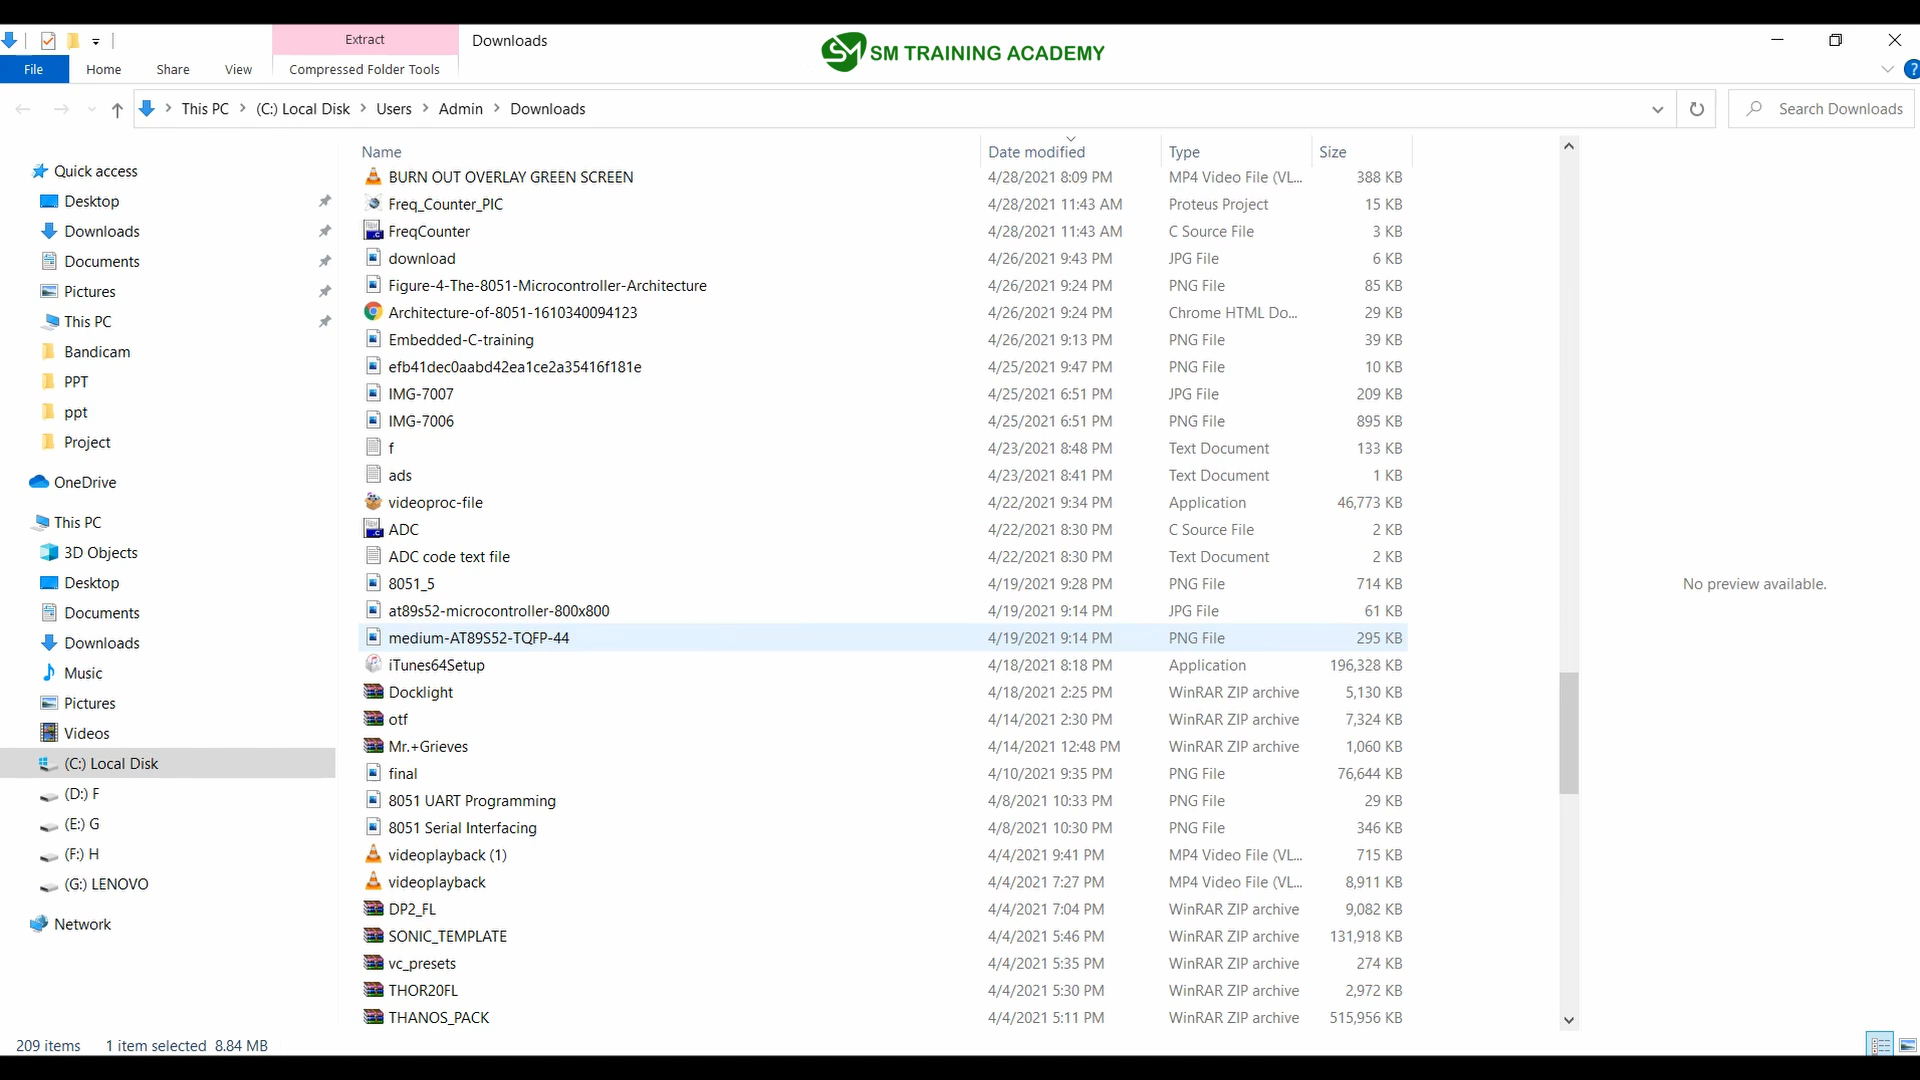 Extract
Downloads
SM TRAINING ACADEMY
File
Home
Share
View
Compressed Folder Tools
This PC
(C:) Local Disk
Users
Admin
Downloads
Search Downloads
Quick access
Desktop
Downloads
Documents
Pictures
This PC
Bandicam
PPT
ppt
Project
OneDrive
This PC
3D Objects
Desktop
Documents
Downloads
Music
Pictures
Videos
(C:) Local Disk
(D:) F
(E:) G
(F:) H
(G:) LENOVO
Network
Name Date modified Type Size
BURN OUT OVERLAY GREEN SCREEN 4/28/2021 8:09 PM MP4 Video File (VL... 388 KB
Freq_Counter_PIC 4/28/2021 11:43 AM Proteus Project 15 KB
FreqCounter 4/28/2021 11:43 AM C Source File 3 KB
download 4/26/2021 9:43 PM JPG File 6 KB
Figure-4-The-8051-Microcontroller-Architecture 4/26/2021 9:24 PM PNG File 85 KB
Architecture-of-8051-1610340094123 4/26/2021 9:24 PM Chrome HTML Do... 29 KB
Embedded-C-training 4/26/2021 9:13 PM PNG File 39 KB
efb41dec0aabd42ea1ce2a35416f181e 4/25/2021 9:47 PM PNG File 10 KB
IMG-7007 4/25/2021 6:51 PM JPG File 209 KB
IMG-7006 4/25/2021 6:51 PM PNG File 895 KB
f 4/23/2021 8:48 PM Text Document 133 KB
ads 4/23/2021 8:41 PM Text Document 1 KB
videoproc-file 4/22/2021 9:34 PM Application 46,773 KB
ADC 4/22/2021 8:30 PM C Source File 2 KB
ADC code text file 4/22/2021 8:30 PM Text Document 2 KB
8051_5 4/19/2021 9:28 PM PNG File 714 KB
at89s52-microcontroller-800x800 4/19/2021 9:14 PM JPG File 61 KB
medium-AT89S52-TQFP-44 4/19/2021 9:14 PM PNG File 295 KB
iTunes64Setup 4/18/2021 8:18 PM Application 196,328 KB
Docklight 4/18/2021 2:25 PM WinRAR ZIP archive 5,130 KB
otf 4/14/2021 2:30 PM WinRAR ZIP archive 7,324 KB
Mr.+Grieves 4/14/2021 12:48 PM WinRAR ZIP archive 1,060 KB
final 4/10/2021 9:35 PM PNG File 76,644 KB
8051 UART Programming 4/8/2021 10:33 PM PNG File 29 KB
8051 Serial Interfacing 4/8/2021 10:30 PM PNG File 346 KB
videoplayback (1) 4/4/2021 9:41 PM MP4 Video File (VL... 715 KB
videoplayback 4/4/2021 7:27 PM MP4 Video File (VL... 8,911 KB
DP2_FL 4/4/2021 7:04 PM WinRAR ZIP archive 9,082 KB
SONIC_TEMPLATE 4/4/2021 5:46 PM WinRAR ZIP archive 131,918 KB
vc_presets 4/4/2021 5:35 PM WinRAR ZIP archive 274 KB
THOR20FL 4/4/2021 5:30 PM WinRAR ZIP archive 2,972 KB
THANOS_PACK 4/4/2021 5:11 PM WinRAR ZIP archive 515,956 KB
No preview available.
209 items 1 item selected 8.84 MB